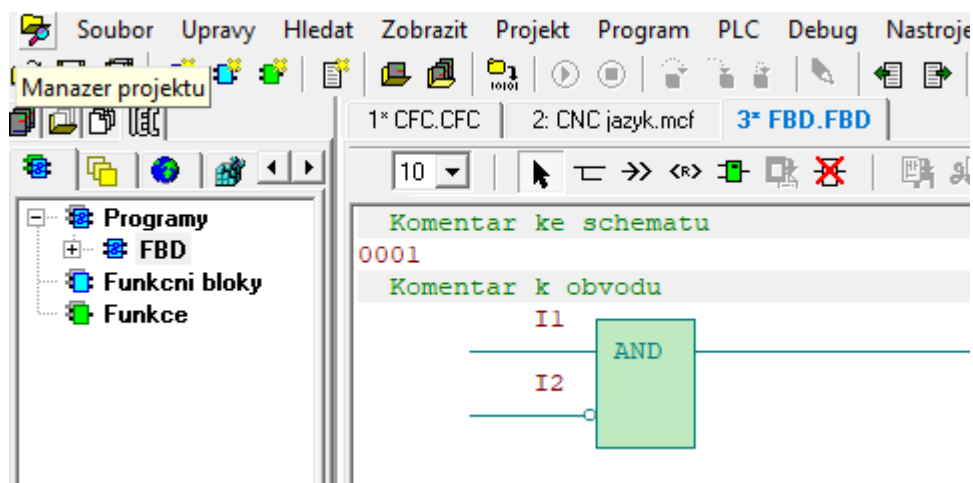 Soubor Upravy Hledat Zobrazit Projekt Program PLC Debug Nastroje
Manazer projektu
1* CFC.CFC 2: CNC jazyk.mcf 3* FBD.FBD
10
Programy
FBD
Funkcni bloky
Funkce
Komentar ke schematu
0001
Komentar k obvodu
I1
AND
I2